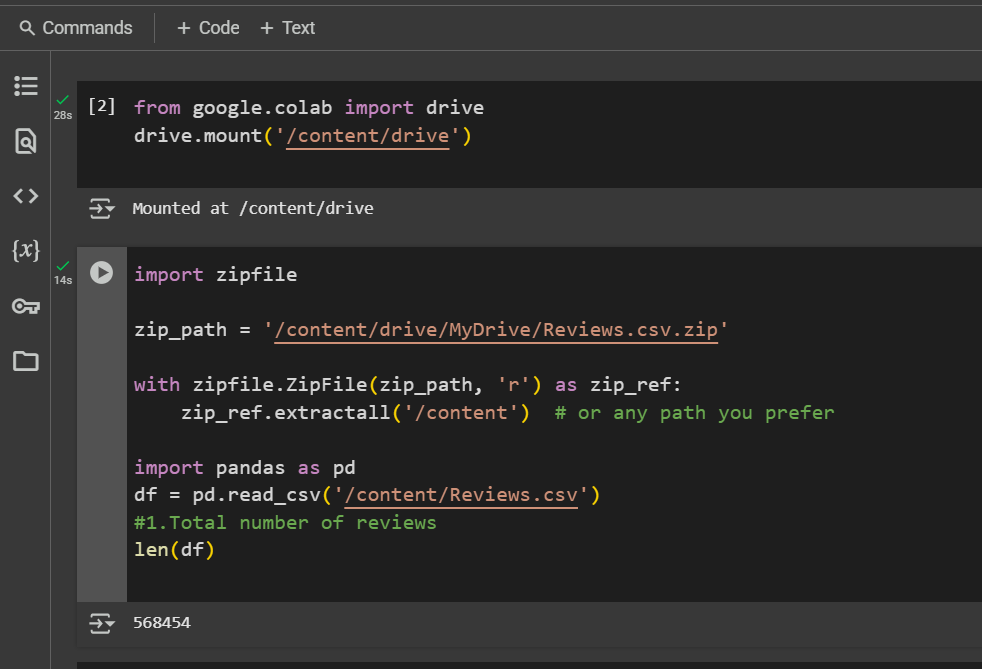 Commands + Code + Text
28s
[2] from google.colab import drive
drive.mount('/content/drive')
Mounted at /content/drive
14s
import zipfile
zip_path = '/content/drive/MyDrive/Reviews.csv.zip'
with zipfile.ZipFile(zip_path, 'r') as zip_ref:
    zip_ref.extractall('/content')  # or any path you prefer
import pandas as pd
df = pd.read_csv('/content/Reviews.csv')
#1.Total number of reviews
len(df)
568454